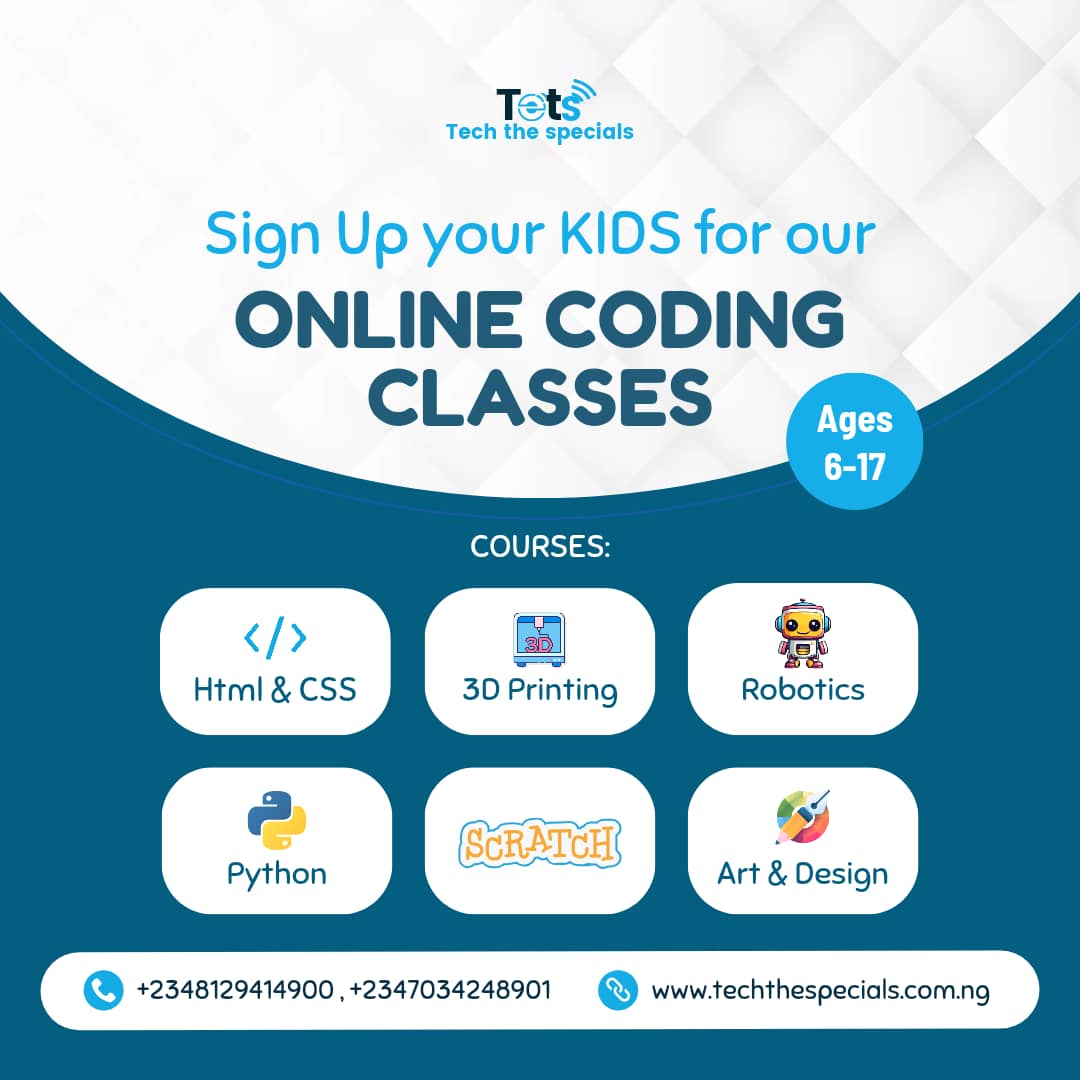 Tets
Tech the specials
Sign Up your KIDS for our
ONLINE CODING
CLASSES
Ages
6-17
COURSES:
</>
Html & CSS
3D
3D Printing
Robotics
Python
SCRATCH
Art & Design
+2348129414900 , +2347034248901
www.techthespecials.com.ng